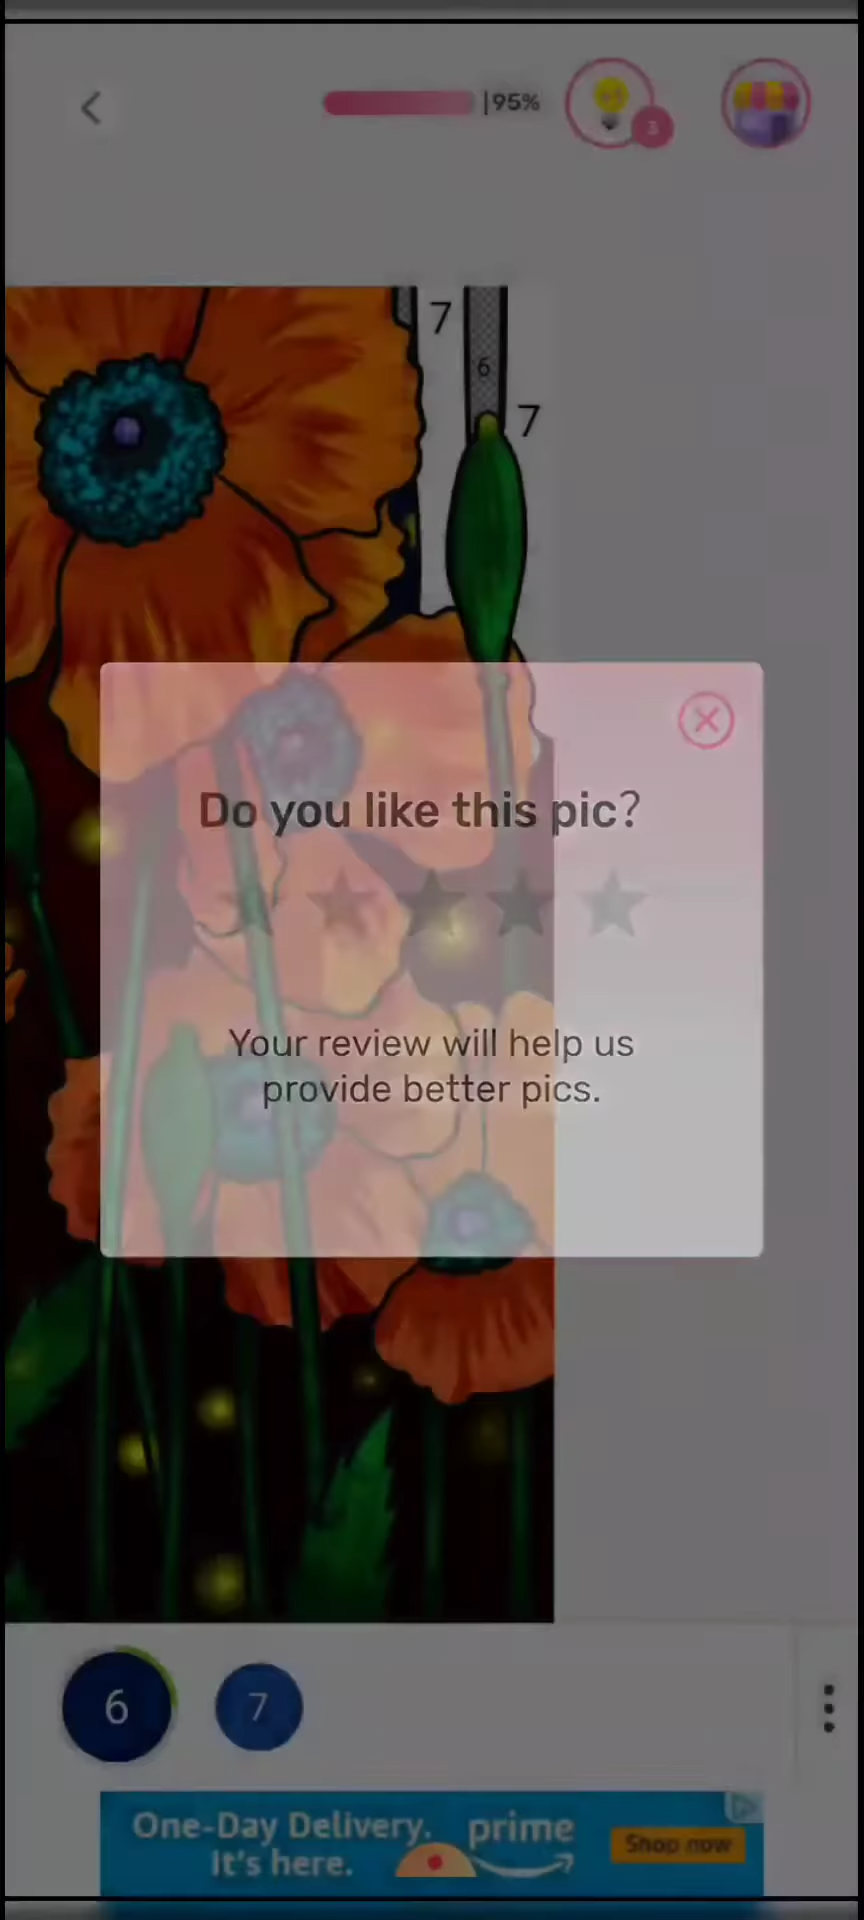 |95%
3
7
6
7
Do you like this pic?
Your review will help us
provide better pics.
6
7
One-Day Delivery.
It's here.
prime
Shop now